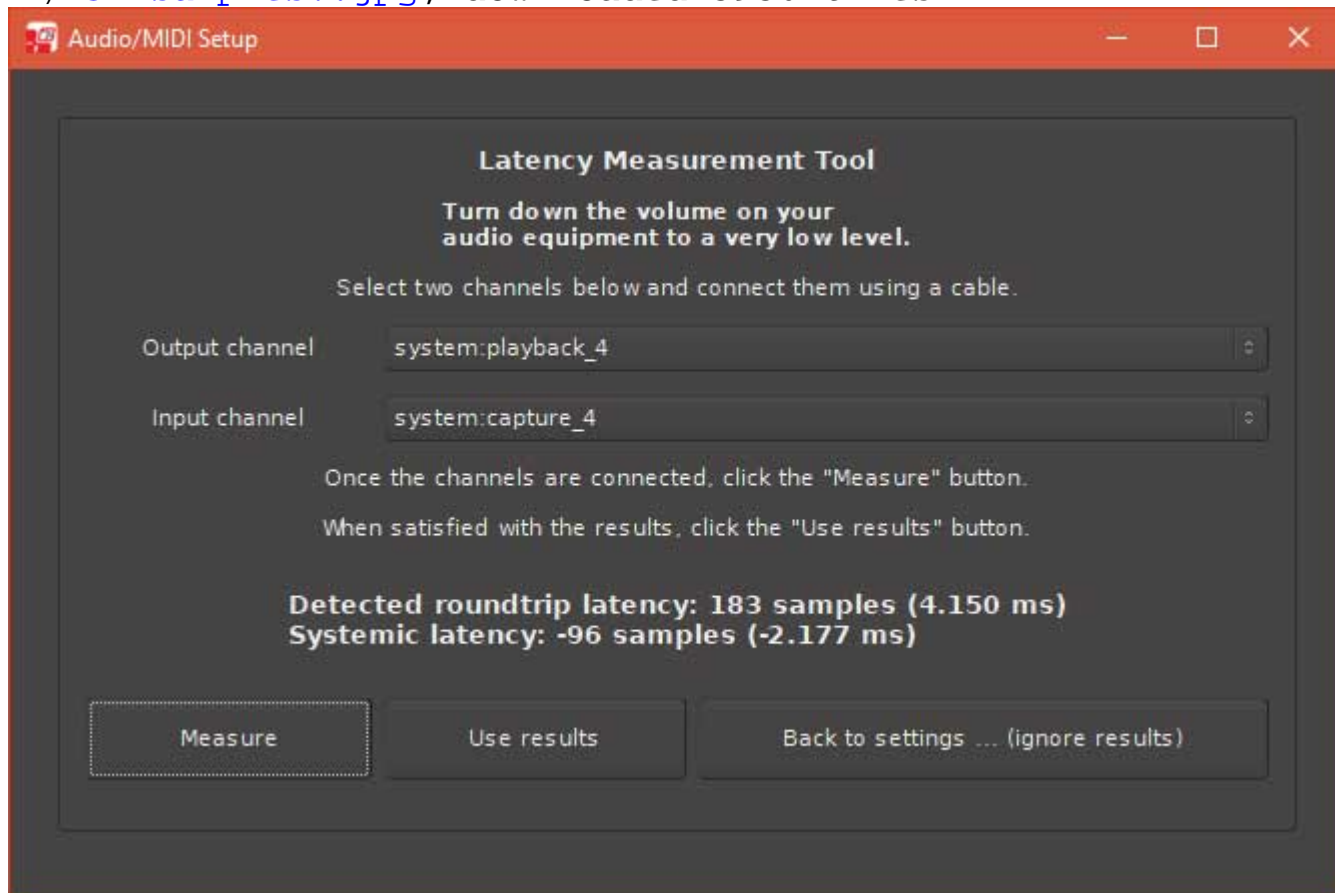 Audio/MIDI Setup
Latency Measurement Tool
Turn down the volume on your
audio equipment to a very low level.
Select two channels below and connect them using a cable.
Output channel system:playback_4
Input channel system:capture_4
Once the channels are connected, click the "Measure" button.
When satisfied with the results, click the "Use results" button.
Detected roundtrip latency: 183 samples (4.150 ms)
Systemic latency: -96 samples (-2.177 ms)
Measure Use results Back to settings ... (ignore results)